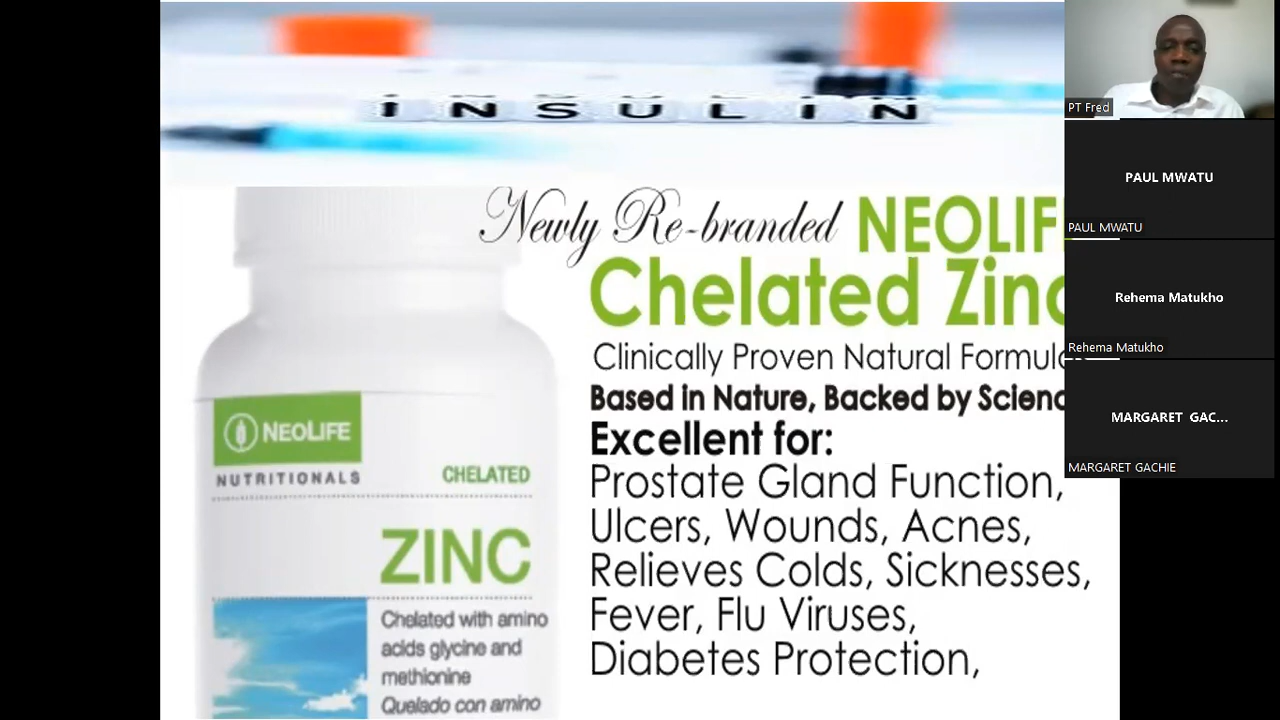 INSULIN
Newly Re-branded NEOLIF
Chelated Zinc
Clinically Proven Natural Formula
Based in Nature, Backed by Scienc
Excellent for:
Prostate Gland Function,
Ulcers, Wounds, Acnes,
Relieves Colds, Sicknesses,
Fever, Flu Viruses,
Diabetes Protection,
NEOLIFE
NUTRITIONALS
CHELATED
ZINC
Chelated with amino
acids glycine and
methionine
Quelado con amino
PT Fred
PAUL MWATU
PAUL MWATU
Rehema Matukho
Rehema Matukho
MARGARET GAC...
MARGARET GACHIE